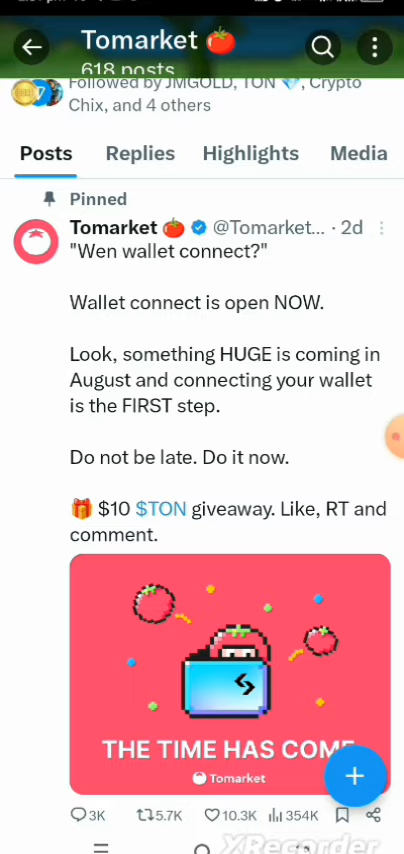 Tomarket
618 posts
Followed by JMGOLD, TON 💎, Crypto
Chix, and 4 others
Posts Replies Highlights Media
Pinned
Tomarket 🍅 @Tomarket... · 2d
"Wen wallet connect?"
Wallet connect is open NOW.
Look, something HUGE is coming in
August and connecting your wallet
is the FIRST step.
Do not be late. Do it now.
🎁 $10 $TON giveaway. Like, RT and
comment.
THE TIME HAS COME
Tomarket
3K 5.7K 10.3K 354K
XRecorder